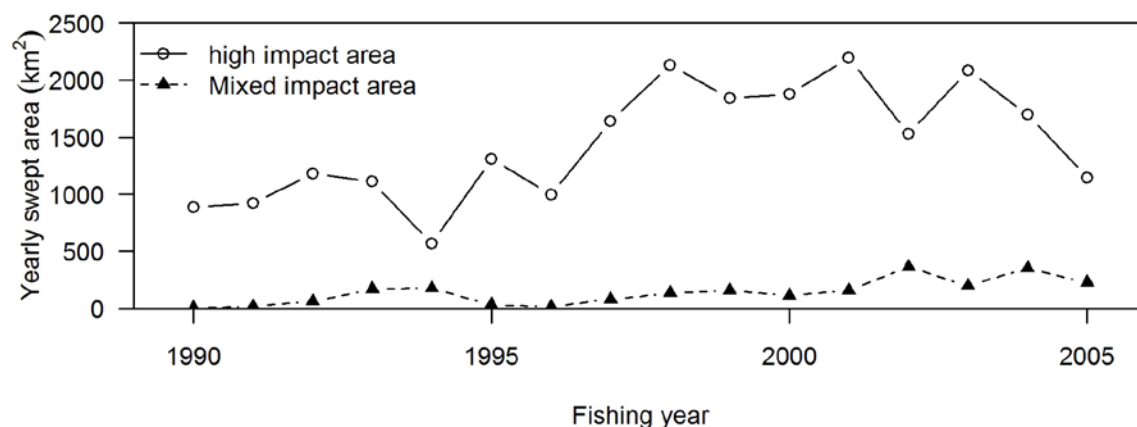 2500
2000
1500
1000
500
0
Yearly swept area (km²)
high impact area
Mixed impact area
1990
1995
2000
2005
Fishing year